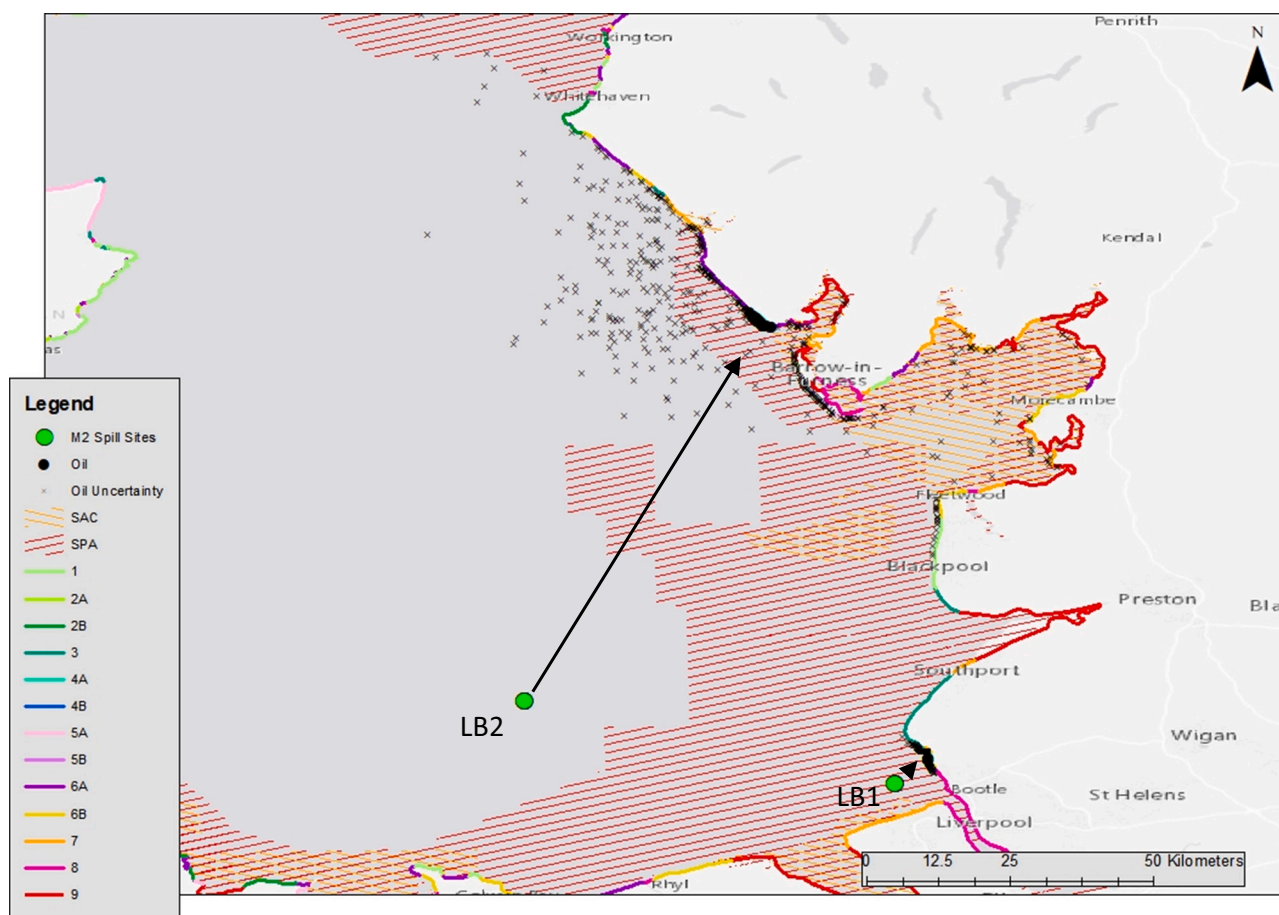 Penrith
N
Workington
Whitehaven
Kendal
N
as
Barrow-in-
Furness
Morecambe
Fleetwood
Blackpool
Preston
Bla
Southport
LB2
Wigan
LB1
Bootle
St Helens
Liverpool
Rhyl
0 12.5 25 50 Kilometers
Legend
M2 Spill Sites
Oil
Oil Uncertainty
SAC
SPA
1
2A
2B
3
4A
4B
5A
5B
6A
6B
7
8
9